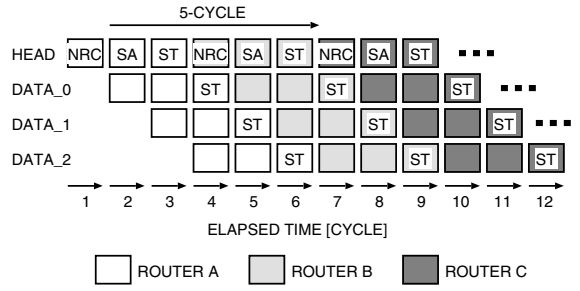 5-CYCLE
HEAD NRC SA ST NRC SA ST NRC SA ST
DATA_0 ST ST ST
DATA_1 ST ST ST
DATA_2 ST ST ST
1 2 3 4 5 6 7 8 9 10 11 12
ELAPSED TIME [CYCLE]
ROUTER A ROUTER B ROUTER C